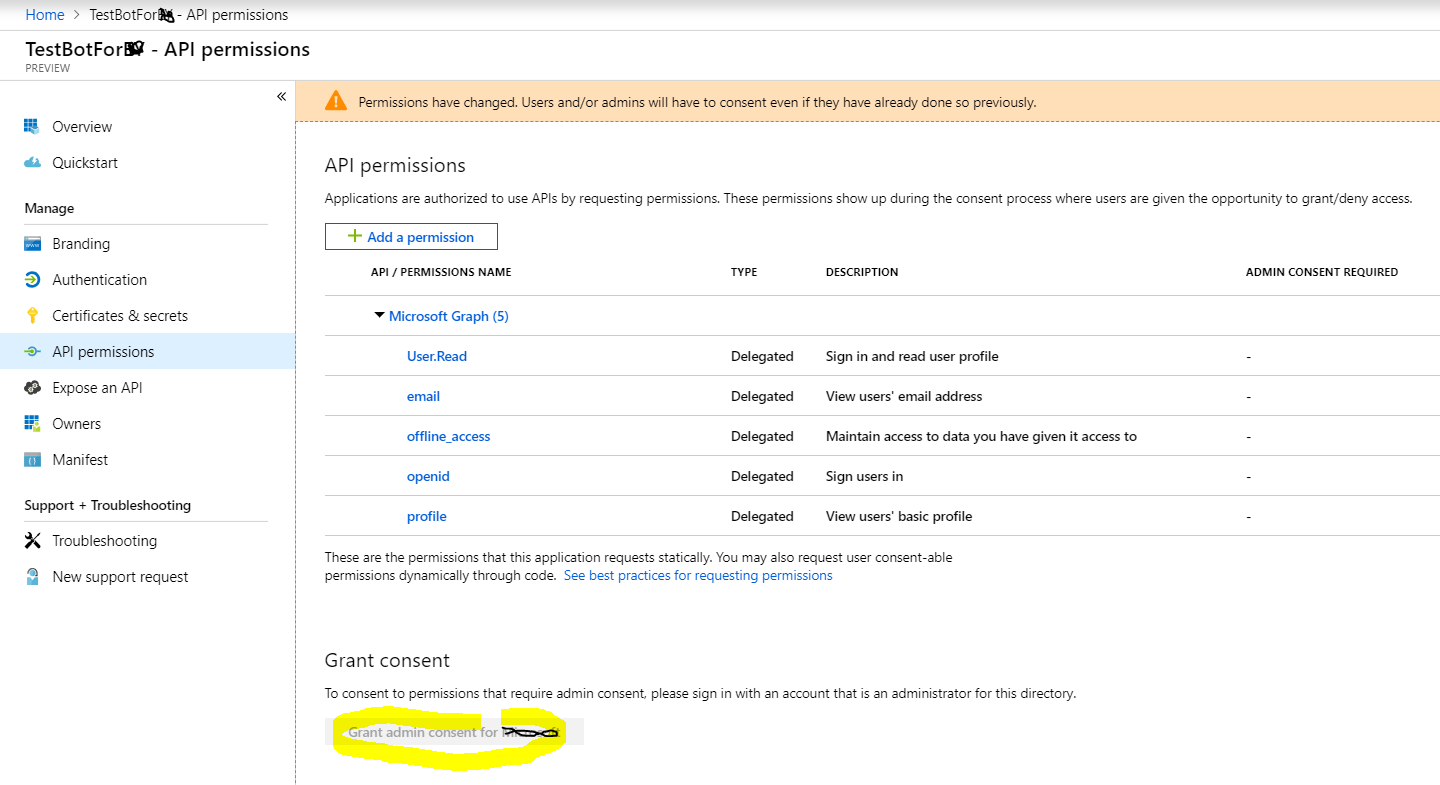 Home > TestBotFor - API permissions
TestBotFor - API permissions
PREVIEW
«
Permissions have changed. Users and/or admins will have to consent even if they have already done so previously.
Overview
Quickstart
Manage
Branding
Authentication
Certificates & secrets
API permissions
Expose an API
Owners
Manifest
Support + Troubleshooting
Troubleshooting
New support request
API permissions
Applications are authorized to use APIs by requesting permissions. These permissions show up during the consent process where users are given the opportunity to grant/deny access.
+ Add a permission
API / PERMISSIONS NAME TYPE DESCRIPTION ADMIN CONSENT REQUIRED
Microsoft Graph (5)
User.Read Delegated Sign in and read user profile -
email Delegated View users' email address -
offline_access Delegated Maintain access to data you have given it access to -
openid Delegated Sign users in -
profile Delegated View users' basic profile -
These are the permissions that this application requests statically. You may also request user consent-able
permissions dynamically through code. See best practices for requesting permissions
Grant consent
To consent to permissions that require admin consent, please sign in with an account that is an administrator for this directory.
Grant admin consent for